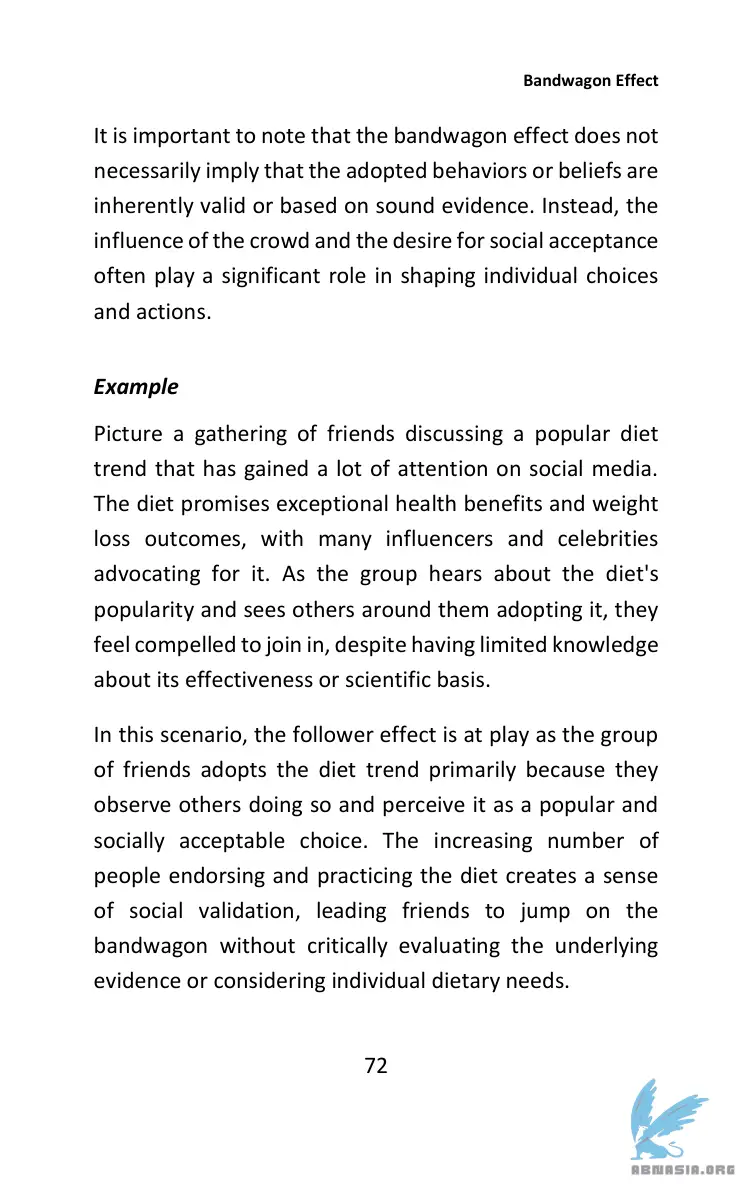 Bandwagon Effect
It is important to note that the bandwagon effect does not
necessarily imply that the adopted behaviors or beliefs are
inherently valid or based on sound evidence. Instead, the
influence of the crowd and the desire for social acceptance
often play a significant role in shaping individual choices
and actions.
Example
Picture a gathering of friends discussing a popular diet
trend that has gained a lot of attention on social media.
The diet promises exceptional health benefits and weight
loss outcomes, with many influencers and celebrities
advocating for it. As the group hears about the diet's
popularity and sees others around them adopting it, they
feel compelled to join in, despite having limited knowledge
about its effectiveness or scientific basis.
In this scenario, the follower effect is at play as the group
of friends adopts the diet trend primarily because they
observe others doing so and perceive it as a popular and
socially acceptable choice. The increasing number of
people endorsing and practicing the diet creates a sense
of social validation, leading friends to jump on the
bandwagon without critically evaluating the underlying
evidence or considering individual dietary needs.
72
ABNASIA.ORG